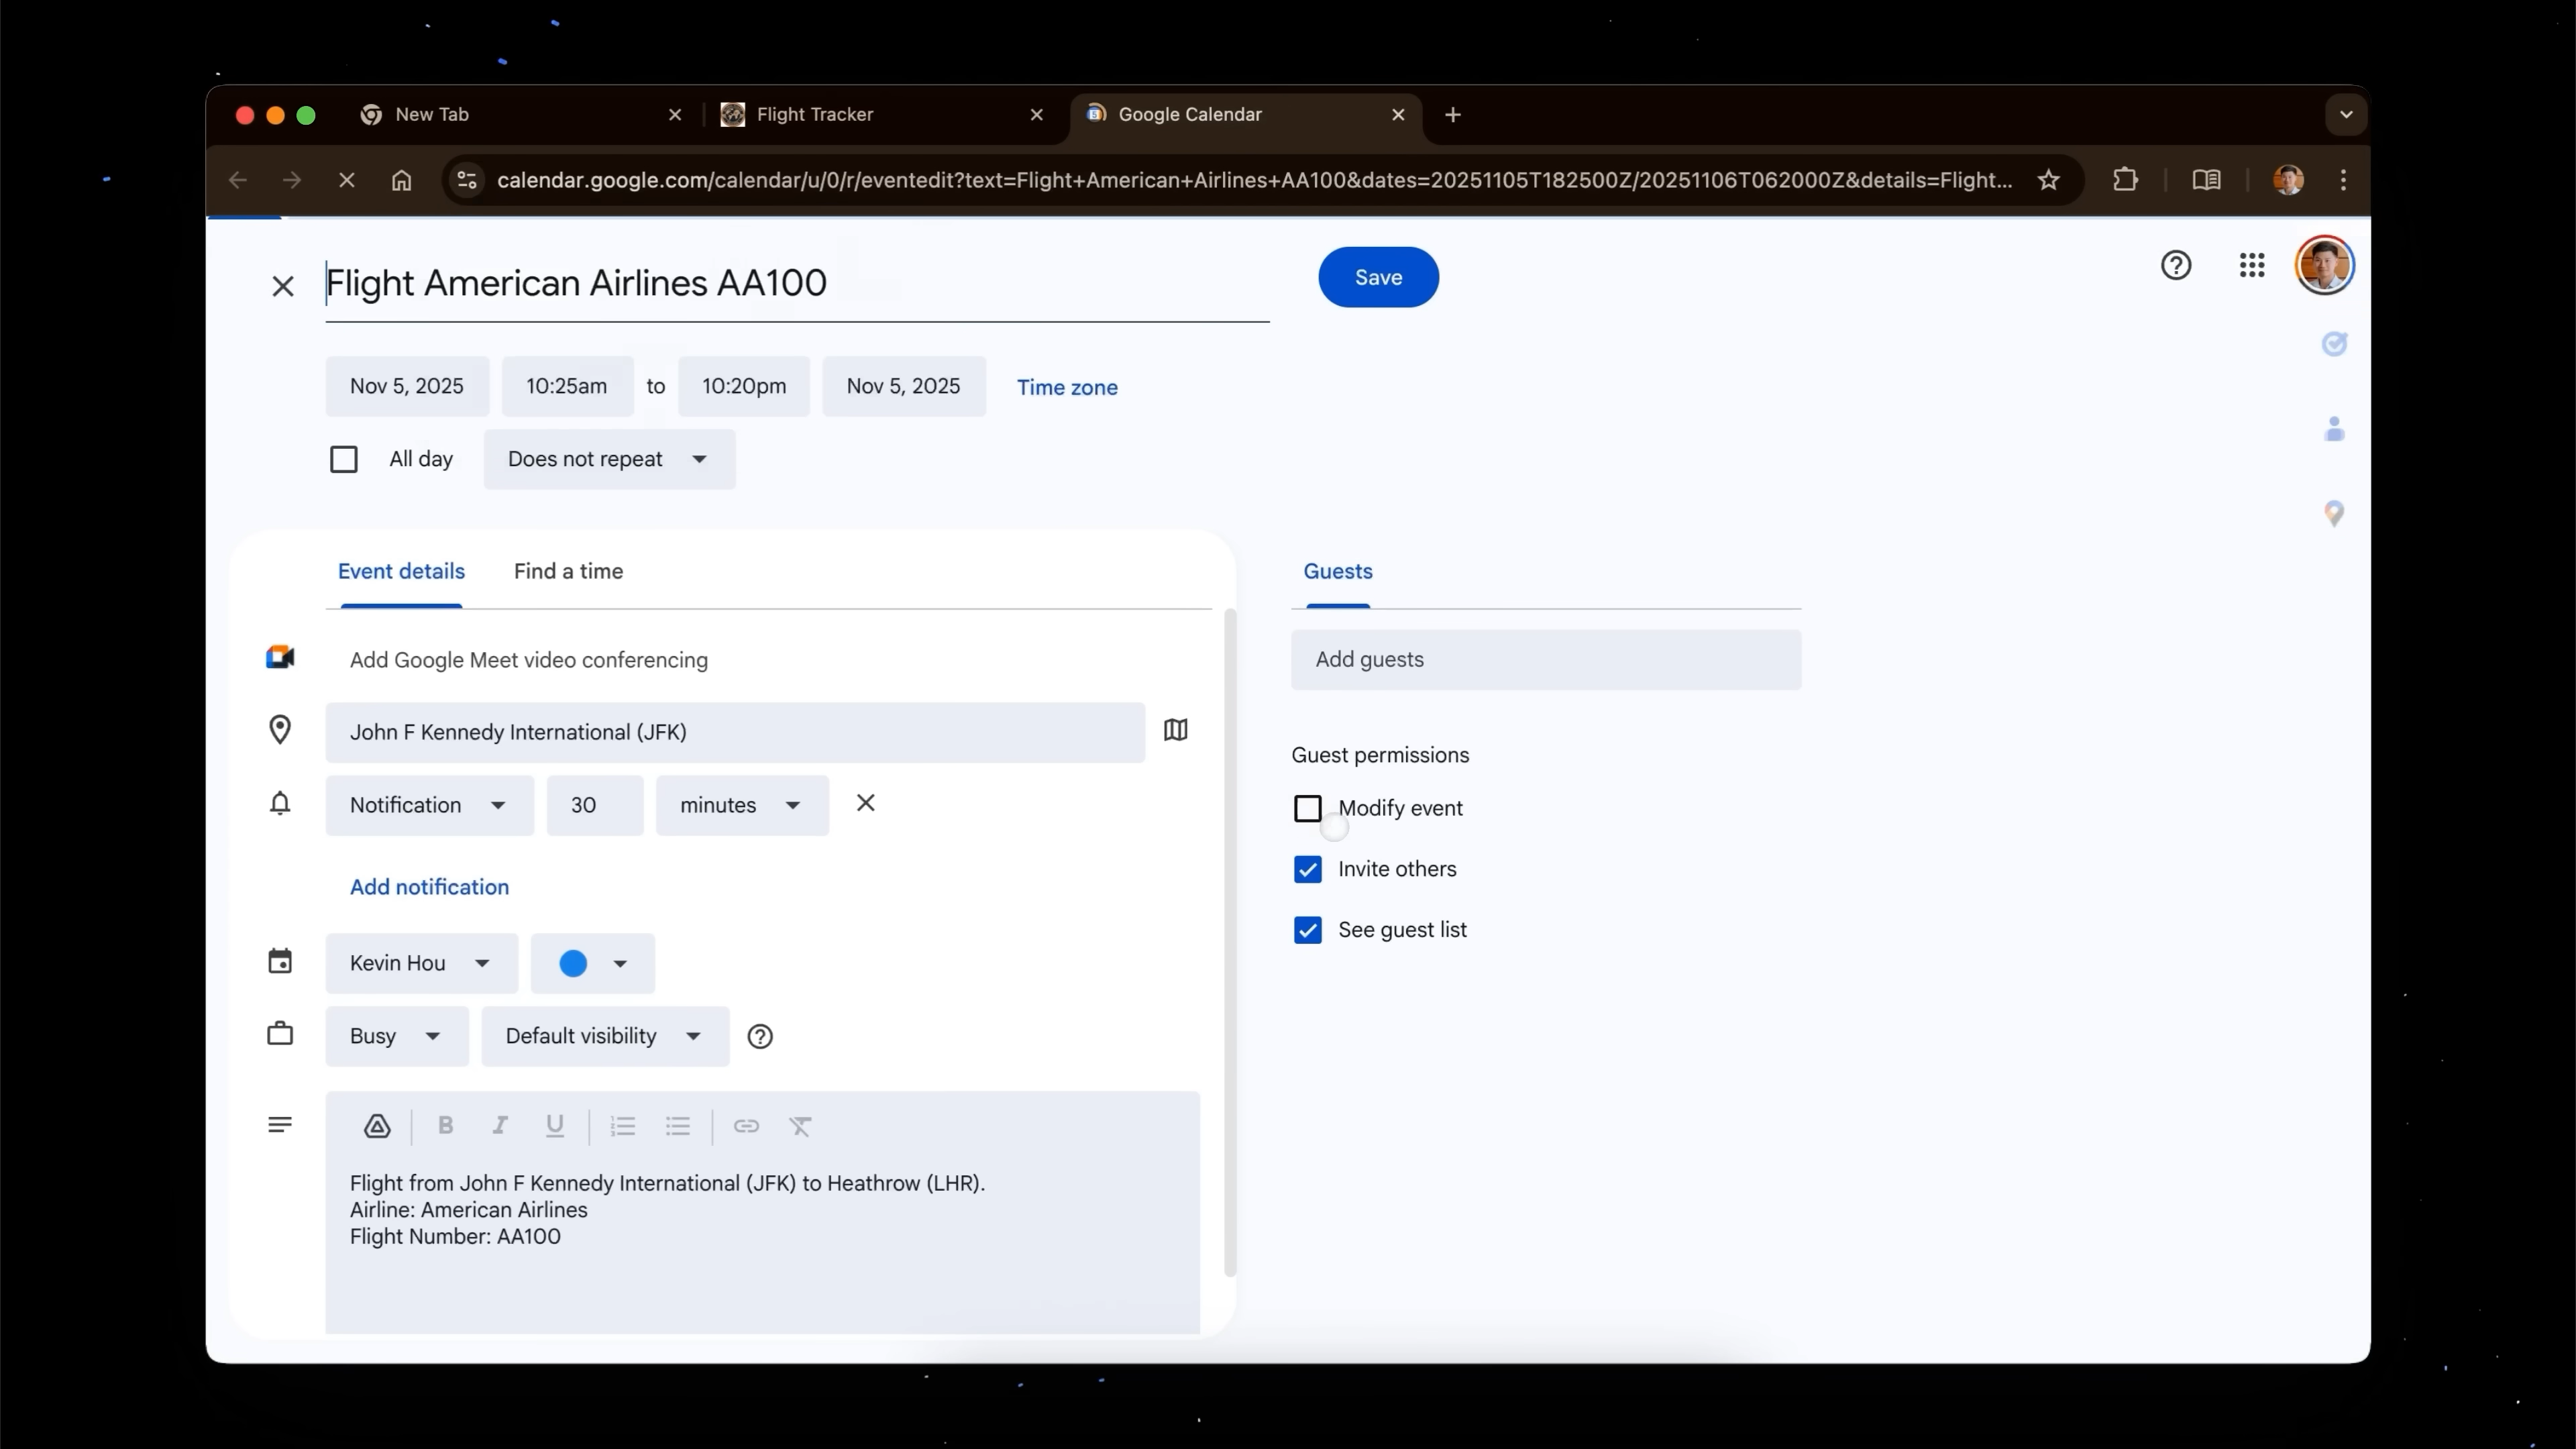 New Tab
Flight Tracker
Google Calendar
calendar.google.com/calendar/u/0/r/eventedit?text=Flight+American+Airlines+AA100&dates=20251105T182500Z/20251106T062000Z&details=Flight...
Flight American Airlines AA100
Save
Nov 5, 2025 10:25am to 10:20pm Nov 5, 2025 Time zone
All day Does not repeat
Event details Find a time
Guests
Add Google Meet video conferencing
Add guests
John F Kennedy International (JFK)
Guest permissions
Notification 30 minutes
Modify event
Invite others
Add notification
See guest list
Kevin Hou
Busy Default visibility
B I U
Flight from John F Kennedy International (JFK) to Heathrow (LHR).
Airline: American Airlines
Flight Number: AA100